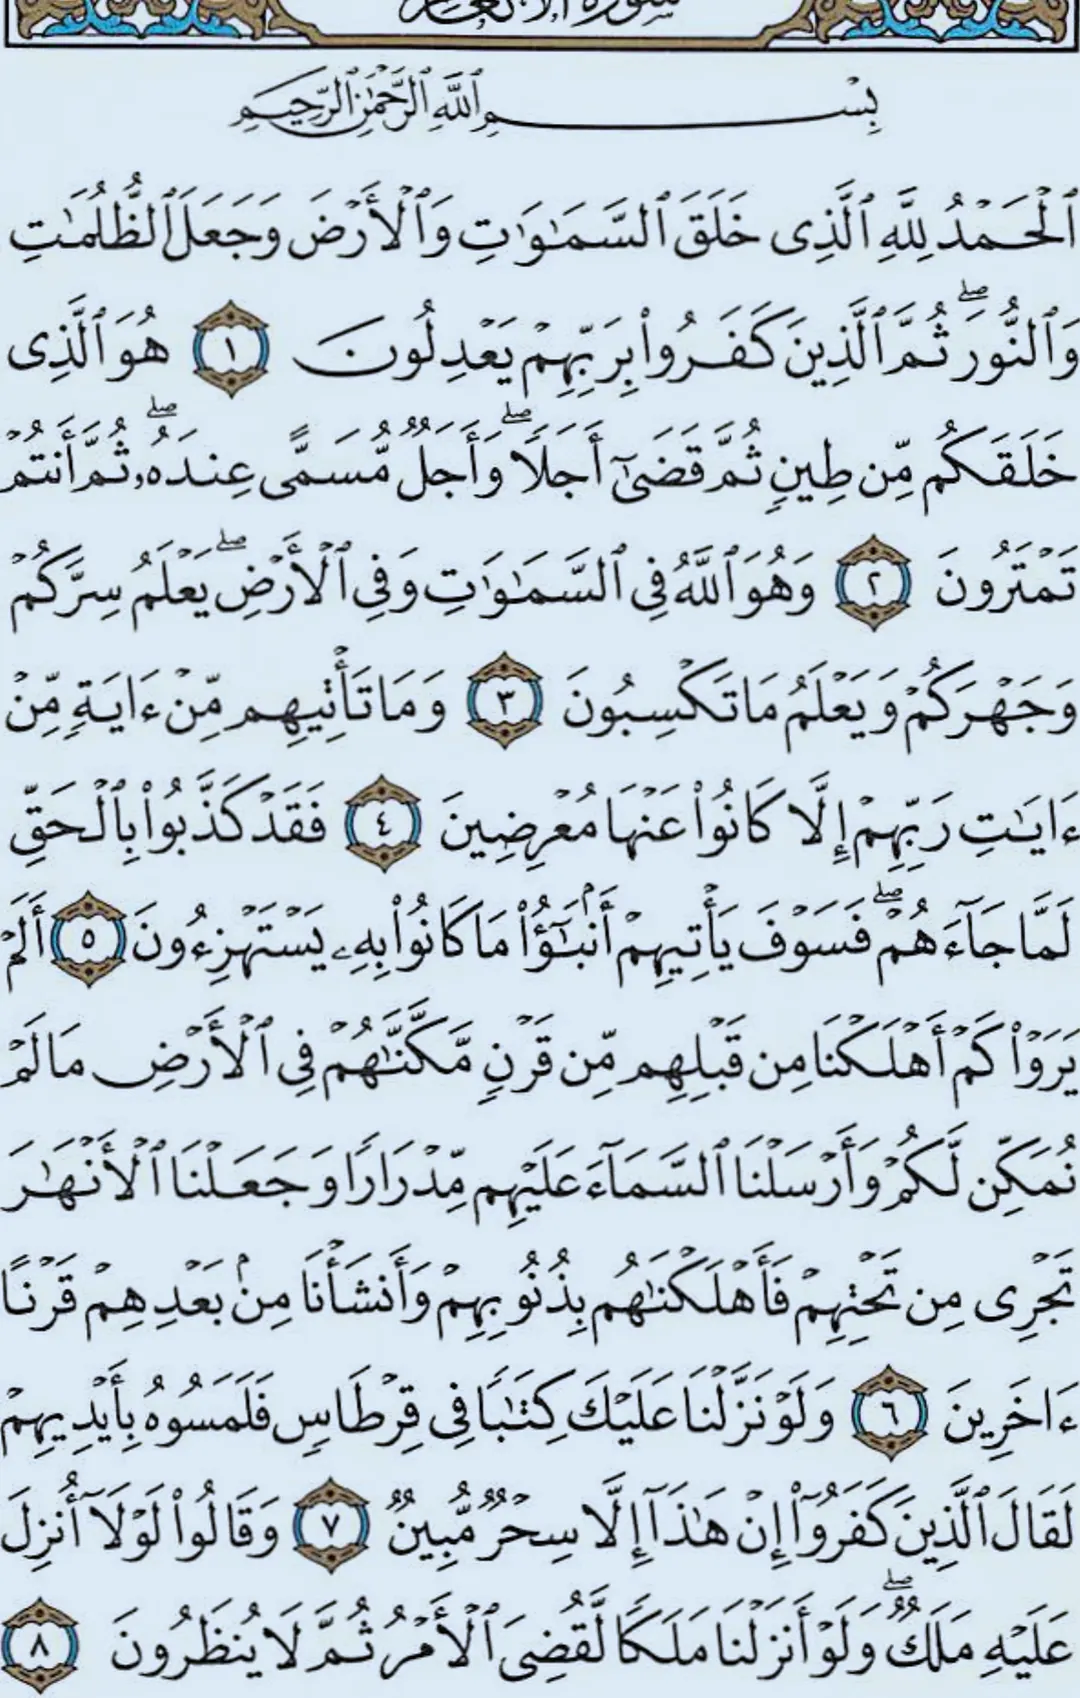 سورة الأنعام
بِسْمِ ٱللَّهِ ٱلرَّحْمَٰنِ ٱلرَّحِيمِ
ٱلْحَمْدُ لِلَّهِ ٱلَّذِى خَلَقَ ٱلسَّمَٰوَٰتِ وَٱلْأَرْضَ وَجَعَلَ ٱلظُّلُمَٰتِ
وَٱلنُّورَۖ ثُمَّ ٱلَّذِينَ كَفَرُوا۟ بِرَبِّهِمْ يَعْدِلُونَ ١ هُوَ ٱلَّذِى
خَلَقَكُم مِّن طِينٍ ثُمَّ قَضَىٰٓ أَجَلًاۖ وَأَجَلٌ مُّسَمًّى عِندَهُۥۖ ثُمَّ أَنتُمْ
تَمْتَرُونَ ٢ وَهُوَ ٱللَّهُ فِى ٱلسَّمَٰوَٰتِ وَفِى ٱلْأَرْضِۖ يَعْلَمُ سِرَّكُمْ
وَجَهْرَكُمْ وَيَعْلَمُ مَا تَكْسِبُونَ ٣ وَمَا تَأْتِيهِم مِّنْ ءَايَةٍ مِّنْ
ءَايَٰتِ رَبِّهِمْ إِلَّا كَانُوا۟ عَنْهَا مُعْرِضِينَ ٤ فَقَدْ كَذَّبُوا۟ بِٱلْحَقِّ
لَمَّا جَآءَهُمْۖ فَسَوْفَ يَأْتِيهِمْ أَنۢبَٰٓؤُا۟ مَا كَانُوا۟ بِهِۦ يَسْتَهْزِءُونَ ٥ أَلَمْ
يَرَوْا۟ كَمْ أَهْلَكْنَا مِن قَبْلِهِم مِّن قَرْنٍ مَّكَّنَّٰهُمْ فِى ٱلْأَرْضِ مَا لَمْ
نُمَكِّن لَّكُمْ وَأَرْسَلْنَا ٱلسَّمَآءَ عَلَيْهِم مِّدْرَارًا وَجَعَلْنَا ٱلْأَنْهَٰرَ
تَجْرِى مِن تَحْتِهِمْ فَأَهْلَكْنَٰهُم بِذُنُوبِهِمْ وَأَنشَأْنَا مِنۢ بَعْدِهِمْ قَرْنًا
ءَاخَرِينَ ٦ وَلَوْ نَزَّلْنَا عَلَيْكَ كِتَٰبًا فِى قِرْطَاسٍ فَلَمَسُوهُ بِأَيْدِيهِمْ
لَقَالَ ٱلَّذِينَ كَفَرُوٓا۟ إِنْ هَٰذَآ إِلَّا سِحْرٌ مُّبِينٌ ٧ وَقَالُوا۟ لَوْلَآ أُنزِلَ
عَلَيْهِ مَلَكٌۖ وَلَوْ أَنزَلْنَا مَلَكًا لَّقُضِىَ ٱلْأَمْرُ ثُمَّ لَا يُنظَرُونَ ٨